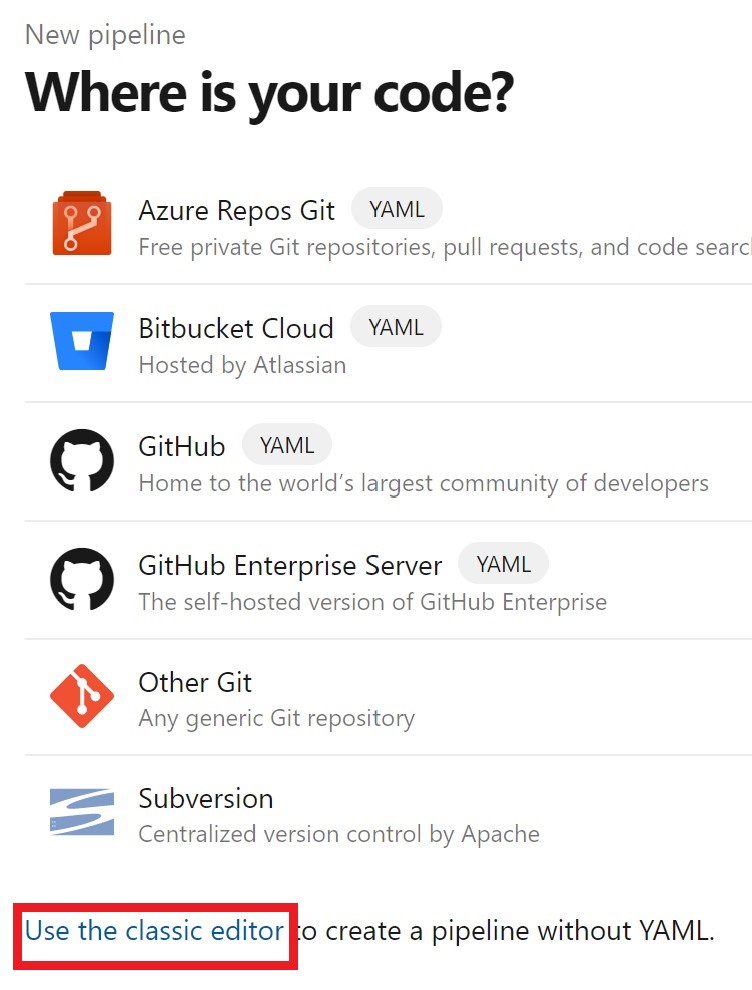 New pipeline
Where is your code?
Azure Repos Git YAML
Free private Git repositories, pull requests, and code searc
Bitbucket Cloud YAML
Hosted by Atlassian
GitHub YAML
Home to the world’s largest community of developers
GitHub Enterprise Server YAML
The self-hosted version of GitHub Enterprise
Other Git
Any generic Git repository
Subversion
Centralized version control by Apache
Use the classic editor to create a pipeline without YAML.